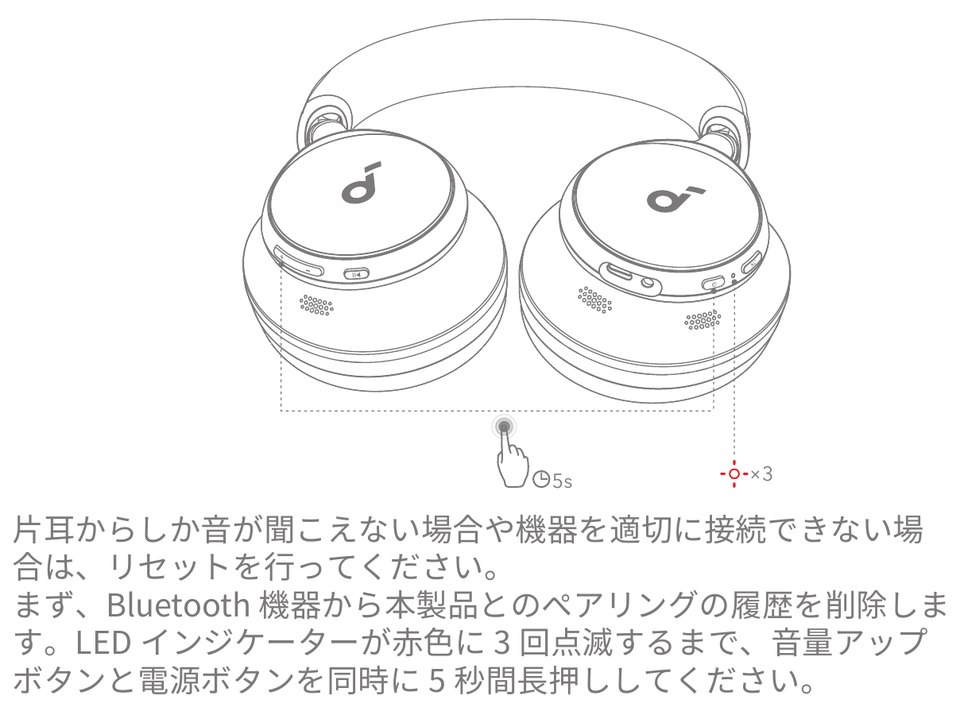 5s
×3
片耳からしか音が聞こえない場合や機器を適切に接続できない場
合は、リセットを行ってください。
まず、Bluetooth 機器から本製品とのペアリングの履歴を削除しま
す。LED インジケーターが赤色に 3 回点滅するまで、音量アップ
ボタンと電源ボタンを同時に 5 秒間長押ししてください。